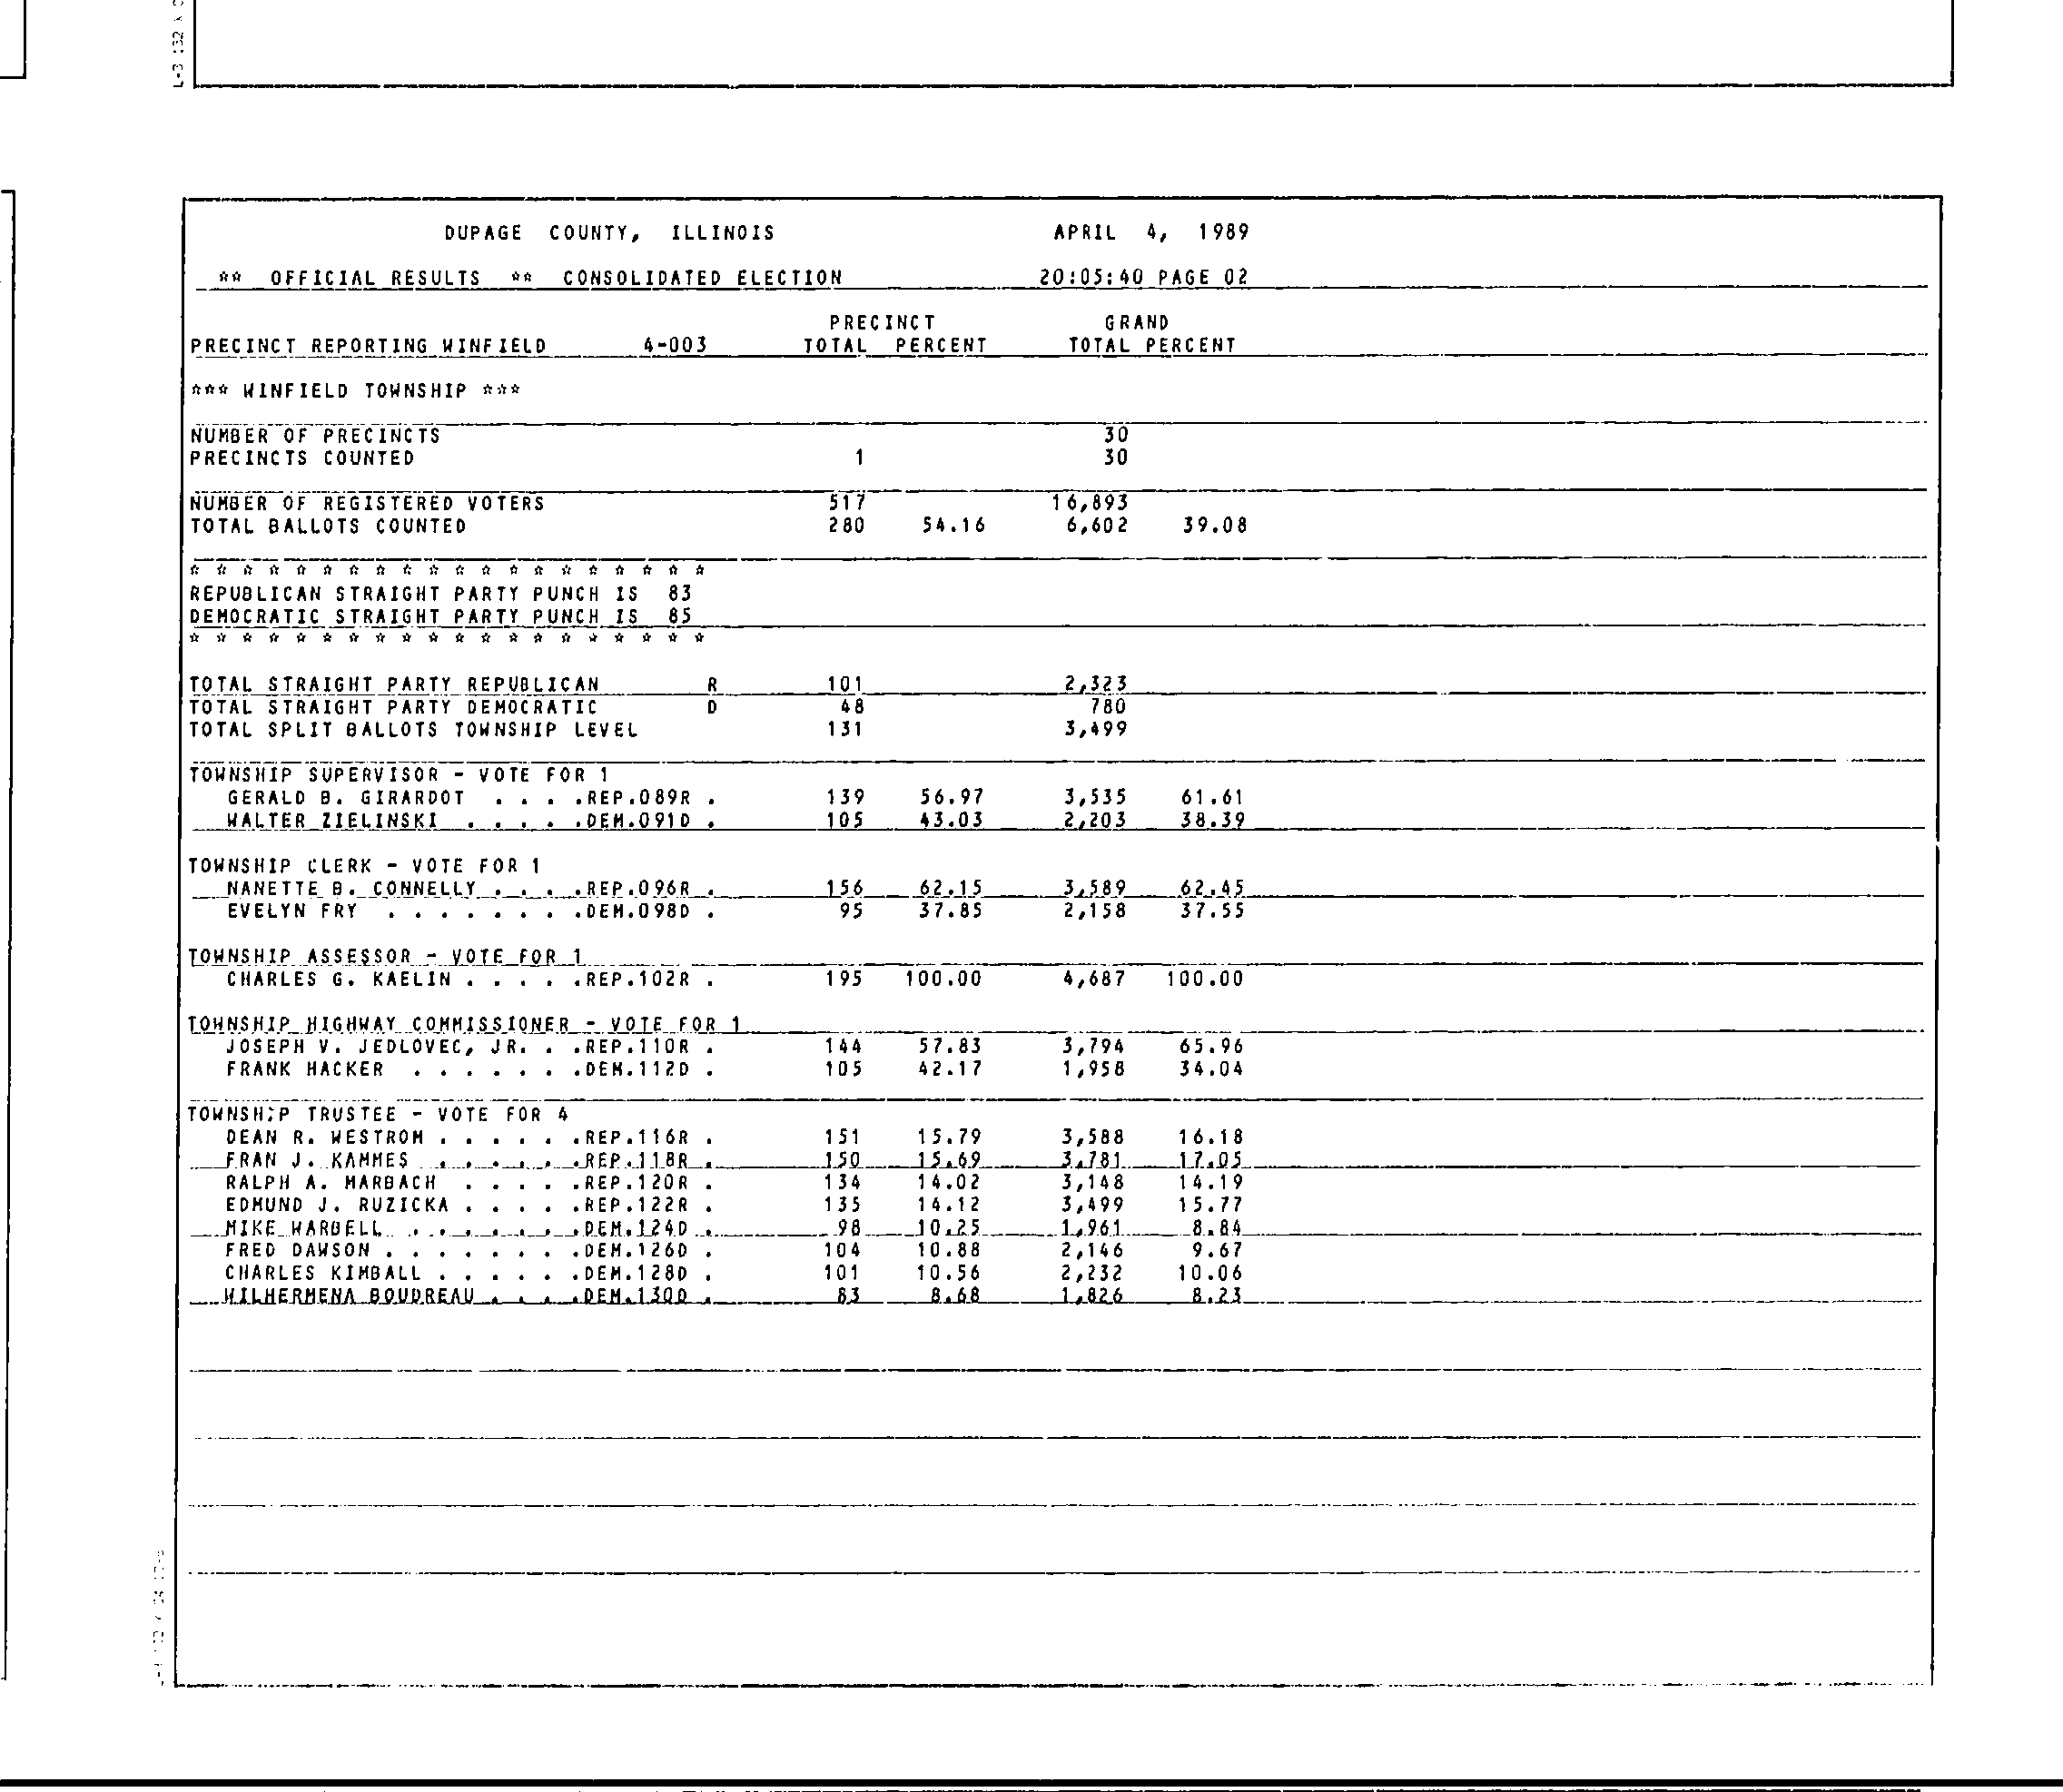 DUPAGE COUNTY, ILLINOIS APRIL 4, 1989
** OFFICIAL RESULTS ** CONSOLIDATED ELECTION 20:05:40 PAGE 02
PRECINCT GRAND
PRECINCT REPORTING WINFIELD 4-003 TOTAL PERCENT TOTAL PERCENT
*** WINFIELD TOWNSHIP ***
NUMBER OF PRECINCTS 30
PRECINCTS COUNTED 1 30
NUMBER OF REGISTERED VOTERS 517 16,893
TOTAL BALLOTS COUNTED 280 54.16 6,602 39.08
* * * * * * * * * * * * * * * * * * * *
REPUBLICAN STRAIGHT PARTY PUNCH IS 83
DEMOCRATIC STRAIGHT PARTY PUNCH IS 85
* * * * * * * * * * * * * * * * * * * *
TOTAL STRAIGHT PARTY REPUBLICAN R 101 2,323
TOTAL STRAIGHT PARTY DEMOCRATIC D 48 780
TOTAL SPLIT BALLOTS TOWNSHIP LEVEL 131 3,499
TOWNSHIP SUPERVISOR - VOTE FOR 1
GERALD B. GIRARDOT . . . .REP.089R . 139 56.97 3,535 61.61
WALTER ZIELINSKI . . . . .DEM.091D . 105 43.03 2,203 38.39
TOWNSHIP CLERK - VOTE FOR 1
NANETTE B. CONNELLY . . . .REP.096R . 156 62.15 3,589 62.45
EVELYN FRY . . . . . . . .DEM.098D . 95 37.85 2,158 37.55
TOWNSHIP ASSESSOR - VOTE FOR 1
CHARLES G. KAELIN . . . . .REP.102R . 195 100.00 4,687 100.00
TOWNSHIP HIGHWAY COMMISSIONER - VOTE FOR 1
JOSEPH V. JEDLOVEC, JR. . .REP.110R . 144 57.83 3,794 65.96
FRANK HACKER . . . . . . .DEM.112D . 105 42.17 1,958 34.04
TOWNSHIP TRUSTEE - VOTE FOR 4
DEAN R. WESTROM . . . . . .REP.116R . 151 15.79 3,588 16.18
FRAN J. KAMMES . . . . . .REP.118R . 150 15.69 3,781 17.05
RALPH A. MARBACH . . . . .REP.120R . 134 14.02 3,148 14.19
EDMUND J. RUZICKA . . . . .REP.122R . 135 14.12 3,499 15.77
MIKE WARBELL . . . . . . .DEM.124D . 98 10.25 1,961 8.84
FRED DAWSON . . . . . . . .DEM.126D . 104 10.88 2,146 9.67
CHARLES KIMBALL . . . . . .DEM.128D . 101 10.56 2,232 10.06
WILHERMENA BOUDREAU . . . .DEM.130D . 83 8.68 1,826 8.23